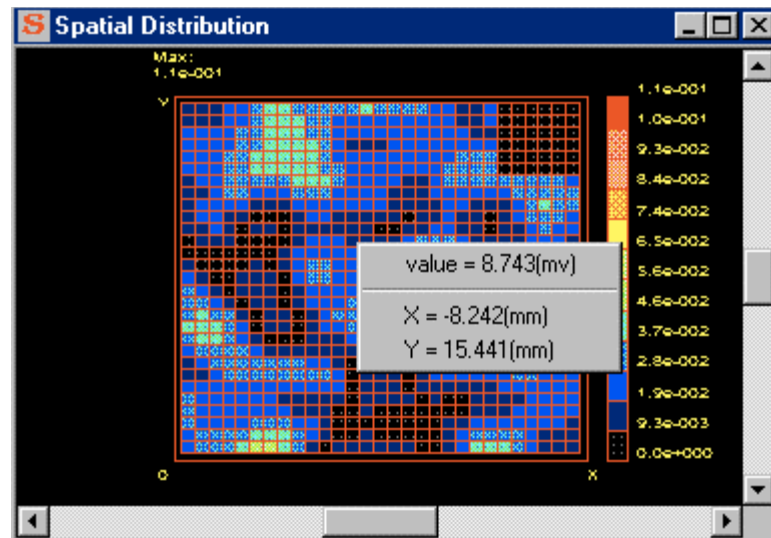 S Spatial Distribution
Max:
1.1e-001
Y
1.1e-001
1.0e-001
9.3e-002
8.4e-002
7.4e-002
6.5e-002
5.6e-002
4.6e-002
3.7e-002
2.8e-002
1.9e-002
9.3e-003
0.0e+000
value = 8.743(mv)
X = -8.242(mm)
Y = 15.441(mm)
O
X